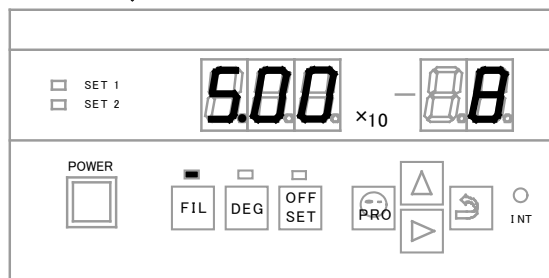 SET 1
SET 2
5.00 ×10 - 8
POWER
FIL
DEG
OFF
SET
PRO
INT